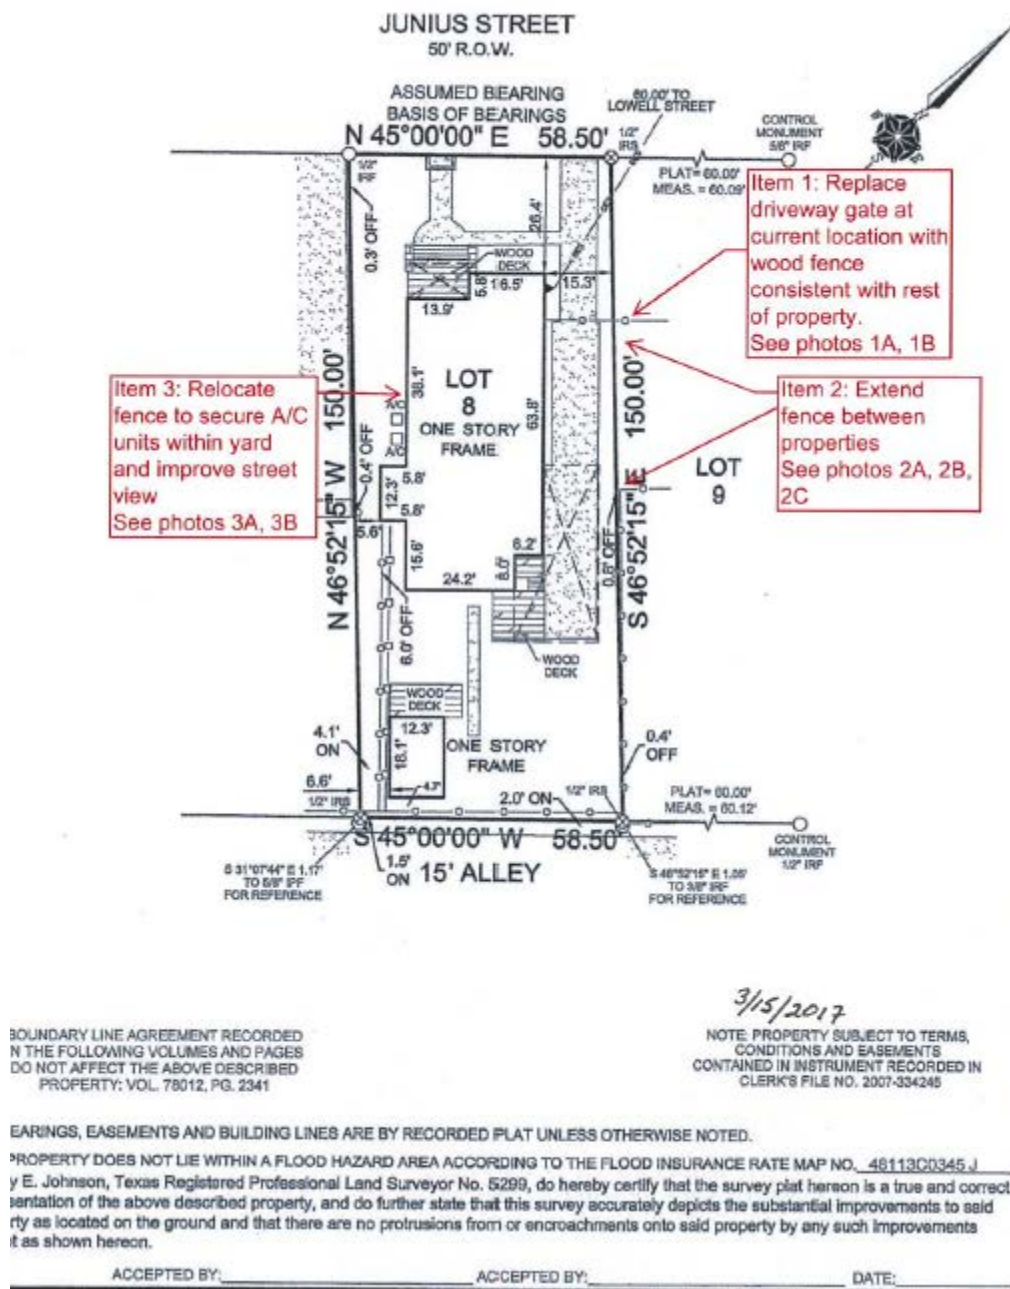 JUNIUS STREET
50' R.O.W.
ASSUMED BEARING
BASIS OF BEARINGS
N 45°00'00" E 58.50'
60.00' TO
LOWELL STREET
1/2"
IRS
1/2"
IRF
CONTROL
MONUMENT
5/8" IRF
PLAT= 60.00'
MEAS. = 60.09'
Item 1: Replace
driveway gate at
current location with
wood fence
consistent with rest
of property.
See photos 1A, 1B
0.3' OFF
26.4'
WOOD
DECK
5.8'
16.5'
15.3'
13.9'
Item 3: Relocate
fence to secure A/C
units within yard
and improve street
view
See photos 3A, 3B
N 46°52'15" W 150.00'
0.4' OFF
38.1'
A/C
A/C
LOT
8
ONE STORY
FRAME
63.8'
150.00'
S 46°52'15" E
Item 2: Extend
fence between
properties
See photos 2A, 2B,
2C
LOT
9
5.8'
12.3'
5.8'
5.6'
15.6'
24.2'
8.2'
8.0'
6.0' OFF
WOOD
DECK
WOOD
DECK
12.3'
4.1'
ON
ONE STORY
FRAME
0.4'
OFF
6.6'
1/2" IRS
2.0' ON
1/2" IRS
PLAT= 60.00'
MEAS. = 60.12'
S 45°00'00" W 58.50'
CONTROL
MONUMENT
1/2" IRF
S 31°07'44" E 1.17'
TO 5/8" IPF
FOR REFERENCE
1.5'
ON
15' ALLEY
TO 3/8" IRF
FOR REFERENCE
3/15/2017
BOUNDARY LINE AGREEMENT RECORDED
N THE FOLLOWING VOLUMES AND PAGES
DO NOT AFFECT THE ABOVE DESCRIBED
PROPERTY: VOL. 78012, PG. 2341
NOTE: PROPERTY SUBJECT TO TERMS,
CONDITIONS AND EASEMENTS
CONTAINED IN INSTRUMENT RECORDED IN
CLERK'S FILE NO. 2007-334245
EARINGS, EASEMENTS AND BUILDING LINES ARE BY RECORDED PLAT UNLESS OTHERWISE NOTED.
PROPERTY DOES NOT LIE WITHIN A FLOOD HAZARD AREA ACCORDING TO THE FLOOD INSURANCE RATE MAP NO. 48113C0345 J
y E. Johnson, Texas Registered Professional Land Surveyor No. 5299, do hereby certify that the survey plat hereon is a true and correct
sentation of the above described property, and do further state that this survey accurately depicts the substantial improvements to said
rty as located on the ground and that there are no protrusions from or encroachments onto said property by any such improvements
t as shown hereon.
ACCEPTED BY: ACCEPTED BY: DATE: